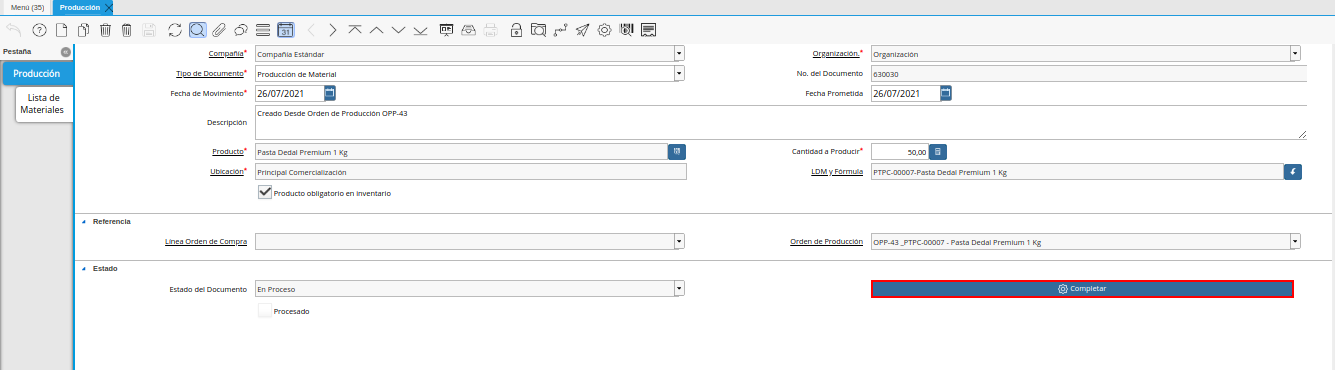 Menú (35) Producción
31
Pestaña
Producción
Lista de
Materiales
Compañía* Compañía Estándar Organización.* Organización
Tipo de Documento* Producción de Material No. del Documento 630030
Fecha de Movimiento* 26/07/2021 Fecha Prometida 26/07/2021
Descripción Creado Desde Orden de Producción OPP-43
Producto* Pasta Dedal Premium 1 Kg Cantidad a Producir* 50,00
Ubicación* Principal Comercialización LDM y Fórmula PTPC-00007-Pasta Dedal Premium 1 Kg
Producto obligatorio en inventario
Referencia
Línea Orden de Compra Orden de Producción OPP-43 _PTPC-00007 - Pasta Dedal Premium 1 Kg
Estado
Estado del Documento En Proceso Completar
Procesado